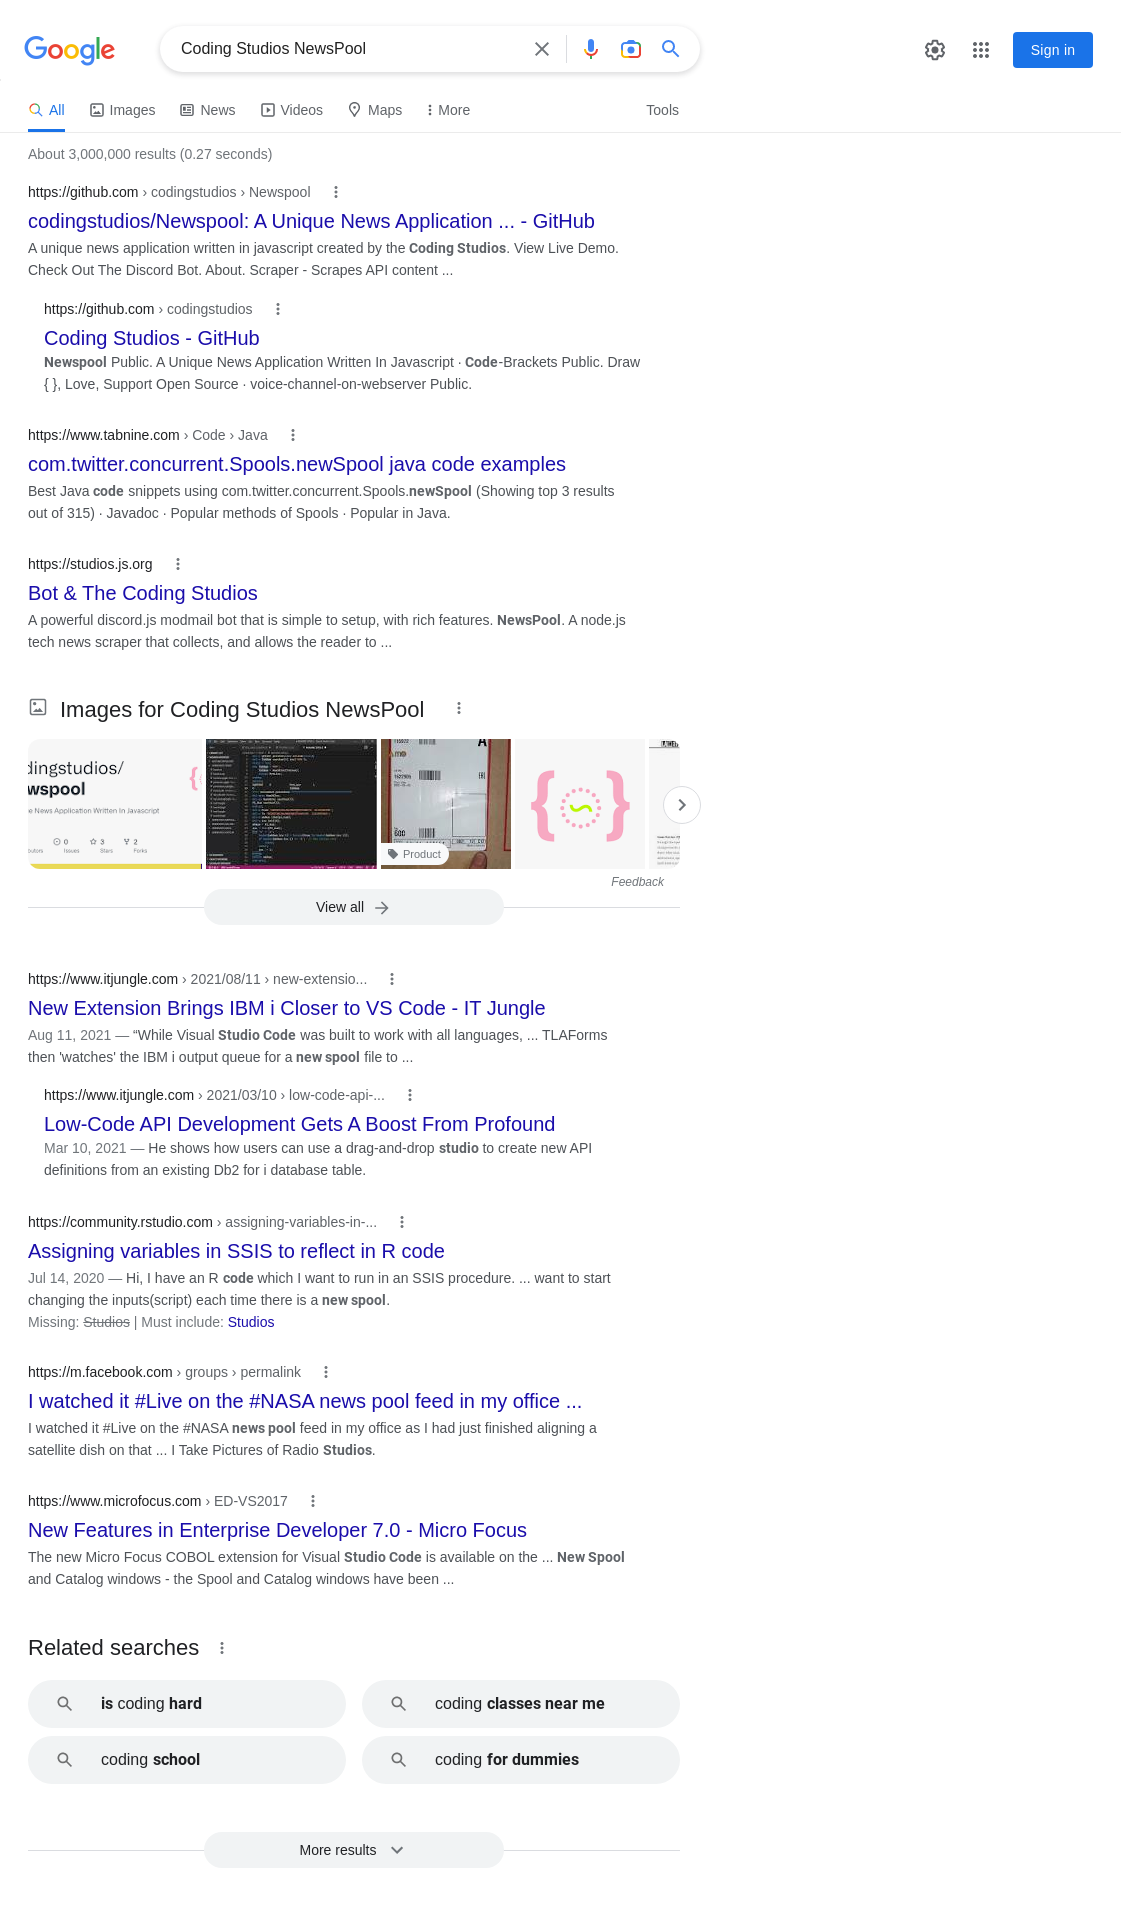 Google
Coding Studios NewsPool
Sign in
All
Images
News
Videos
Maps
More
Tools
About 3,000,000 results (0.27 seconds)
https://github.com › codingstudios › Newspool
codingstudios/Newspool: A Unique News Application ... - GitHub
A unique news application written in javascript created by the Coding Studios. View Live Demo.
Check Out The Discord Bot. About. Scraper - Scrapes API content ...
https://github.com › codingstudios
Coding Studios - GitHub
Newspool Public. A Unique News Application Written In Javascript · Code-Brackets Public. Draw
{ }, Love, Support Open Source · voice-channel-on-webserver Public.
https://www.tabnine.com › Code › Java
com.twitter.concurrent.Spools.newSpool java code examples
Best Java code snippets using com.twitter.concurrent.Spools.newSpool (Showing top 3 results
out of 315) · Javadoc · Popular methods of Spools · Popular in Java.
https://studios.js.org
Bot & The Coding Studios
A powerful discord.js modmail bot that is simple to setup, with rich features. NewsPool. A node.js
tech news scraper that collects, and allows the reader to ...
Images for Coding Studios NewsPool
dingstudios/
wspool
e News Application Written In Javascript
0
3
2
utors
Issues
Stars
Forks
Product
Feedback
View all
https://www.itjungle.com › 2021/08/11 › new-extensio...
New Extension Brings IBM i Closer to VS Code - IT Jungle
Aug 11, 2021 — “While Visual Studio Code was built to work with all languages, ... TLAForms
then 'watches' the IBM i output queue for a new spool file to ...
https://www.itjungle.com › 2021/03/10 › low-code-api-...
Low-Code API Development Gets A Boost From Profound
Mar 10, 2021 — He shows how users can use a drag-and-drop studio to create new API
definitions from an existing Db2 for i database table.
https://community.rstudio.com › assigning-variables-in-...
Assigning variables in SSIS to reflect in R code
Jul 14, 2020 — Hi, I have an R code which I want to run in an SSIS procedure. ... want to start
changing the inputs(script) each time there is a new spool.
Missing: Studios | Must include: Studios
https://m.facebook.com › groups › permalink
I watched it #Live on the #NASA news pool feed in my office ...
I watched it #Live on the #NASA news pool feed in my office as I had just finished aligning a
satellite dish on that ... I Take Pictures of Radio Studios.
https://www.microfocus.com › ED-VS2017
New Features in Enterprise Developer 7.0 - Micro Focus
The new Micro Focus COBOL extension for Visual Studio Code is available on the ... New Spool
and Catalog windows - the Spool and Catalog windows have been ...
Related searches
is coding hard
coding classes near me
coding school
coding for dummies
More results